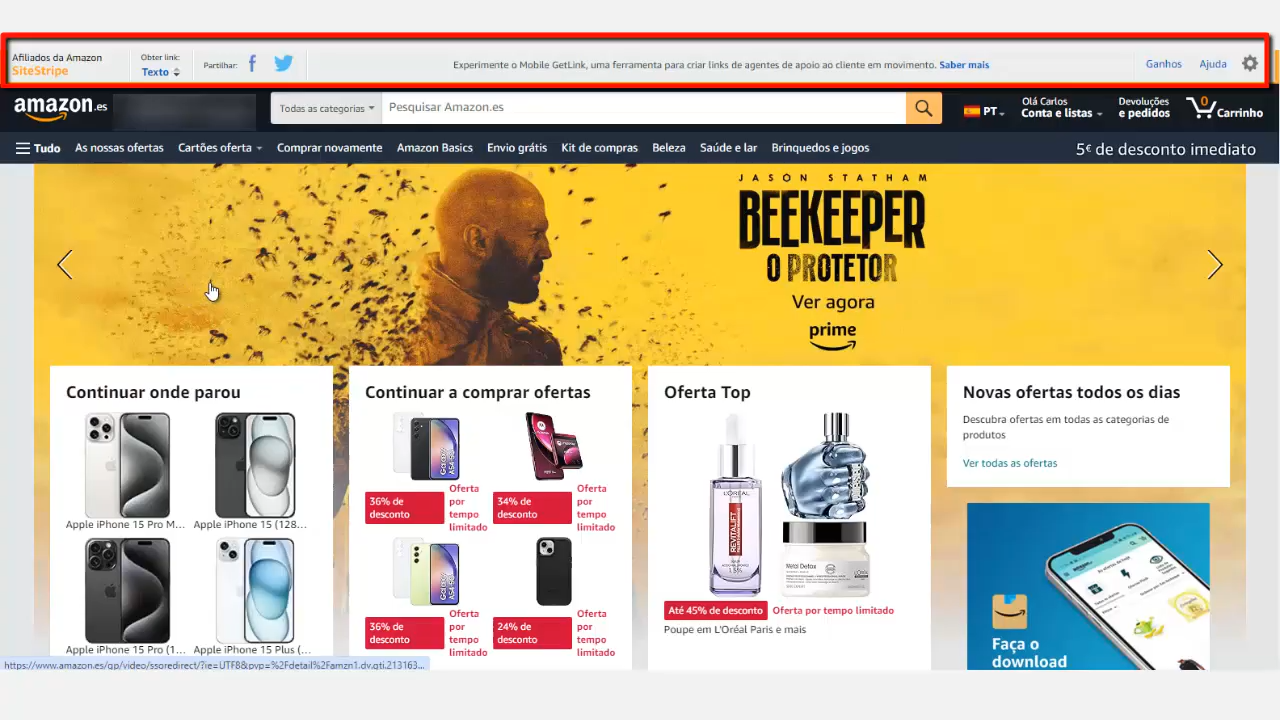 Afiliados da Amazon
SiteStripe
Obter link:
Texto
Partilhar:
Experimente o Mobile GetLink, uma ferramenta para criar links de agentes de apoio ao cliente em movimento. Saber mais
Ganhos
Ajuda
amazon.es
Todas as categorias
Pesquisar Amazon.es
PT
Olá Carlos
Conta e listas
Devoluções
e pedidos
0
Carrinho
Tudo
As nossas ofertas
Cartões oferta
Comprar novamente
Amazon Basics
Envio grátis
Kit de compras
Beleza
Saúde e lar
Brinquedos e jogos
5€ de desconto imediato
JASON STATHAM
BEEKEEPER
O PROTETOR
Ver agora
prime
Continuar onde parou
Apple iPhone 15 Pro M...
Apple iPhone 15 (128...
Apple iPhone 15 Pro (1...
Apple iPhone 15 Plus (...
Continuar a comprar ofertas
Galaxy A54 5G
36% de desconto
Oferta por tempo limitado
34% de desconto
Oferta por tempo limitado
36% de desconto
Oferta por tempo limitado
24% de desconto
Oferta por tempo limitado
Oferta Top
L'ORÉAL
REVITALIFT
Metal Detox
Até 45% de desconto
Oferta por tempo limitado
Poupe em L'Oréal Paris e mais
Novas ofertas todos os dias
Descubra ofertas em todas as categorias de
produtos
Ver todas as ofertas
Faça o
download
https://www.amazon.es/gp/video/ssoredirect/?ie=UTF8&pvp=%2Fdetail%2Famzn1.dv.gti.213163...